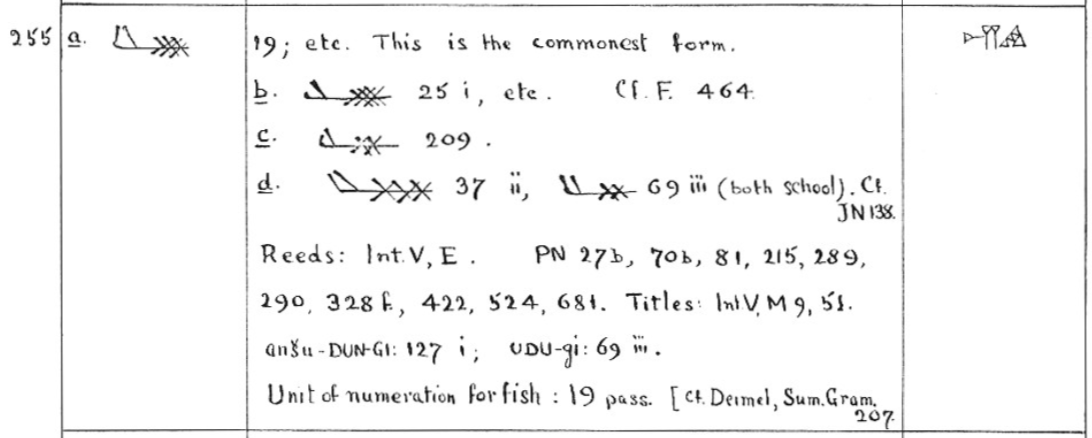 255 a. 19; etc. This is the commonest form.
b. 25 i, etc. Cf. F. 464.
c. 209.
d. 37 ii, 69 iii (both school). Cf.
JN 138.
Reeds: Int. V, E. PN 27b, 70b, 81, 215, 289,
290, 328 f., 422, 524, 681. Titles: Int V, M 9, 51.
anšu-DUN-GI: 127 i; UDU-gi: 69 iii.
Unit of numeration for fish: 19 pass. [Cf. Deimel, Sum. Gram.
207.